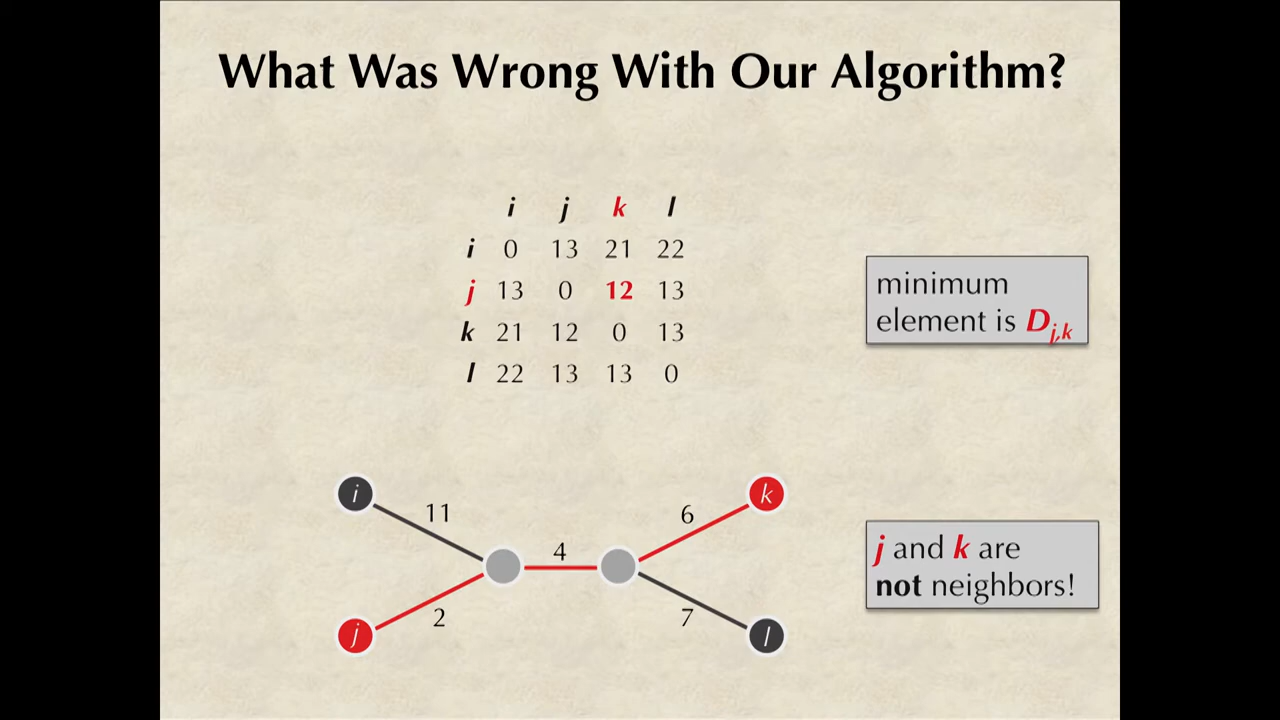 What Was Wrong With Our Algorithm?
i j k l
i 0 13 21 22
j 13 0 12 13
k 21 12 0 13
l 22 13 13 0
minimum
element is D_j,k
i
11
k
6
4
j
2
l
7
j and k are
not neighbors!